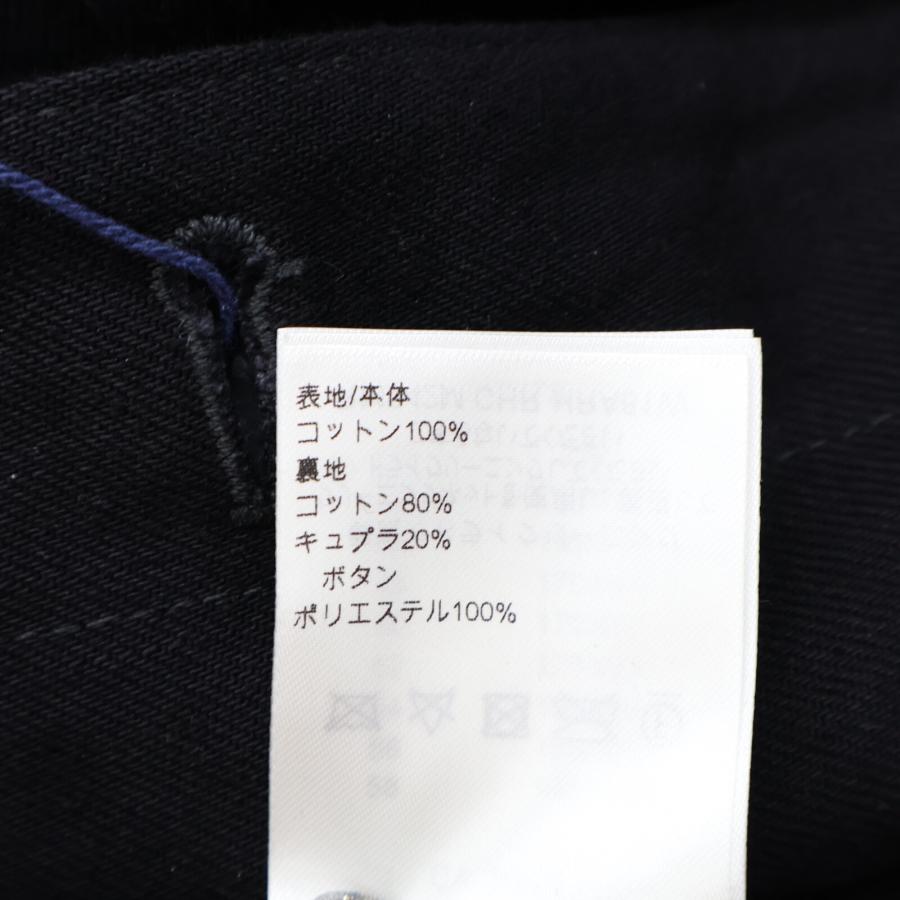 表地/本体
コットン100%
裏地
コットン80%
キュプラ20%
ボタン
ポリエステル100%